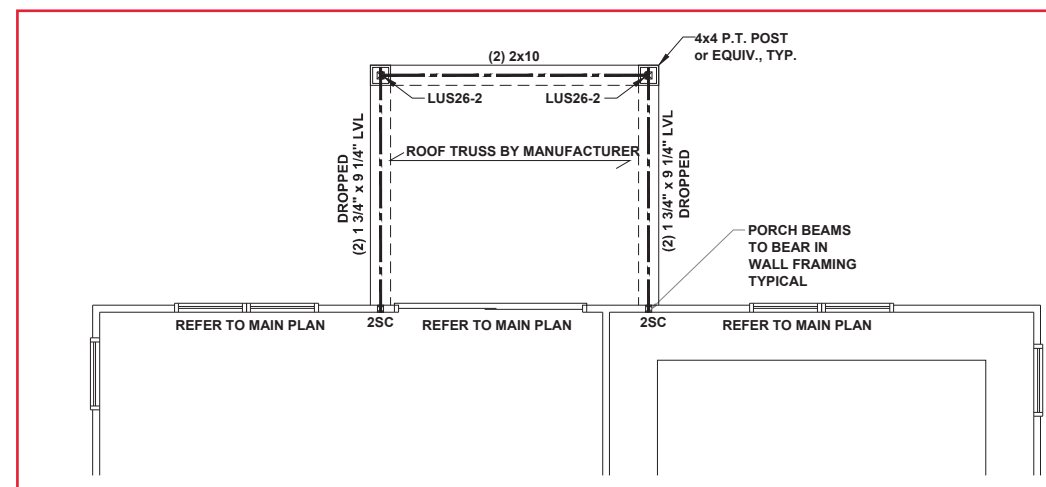 4x4 P.T. POST
or EQUIV., TYP.
(2) 2x10
LUS26-2
LUS26-2
ROOF TRUSS BY MANUFACTURER
DROPPED
(2) 1 3/4" x 9 1/4" LVL
(2) 1 3/4" x 9 1/4" LVL
DROPPED
PORCH BEAMS
TO BEAR IN
WALL FRAMING
TYPICAL
REFER TO MAIN PLAN
2SC
REFER TO MAIN PLAN
2SC
REFER TO MAIN PLAN